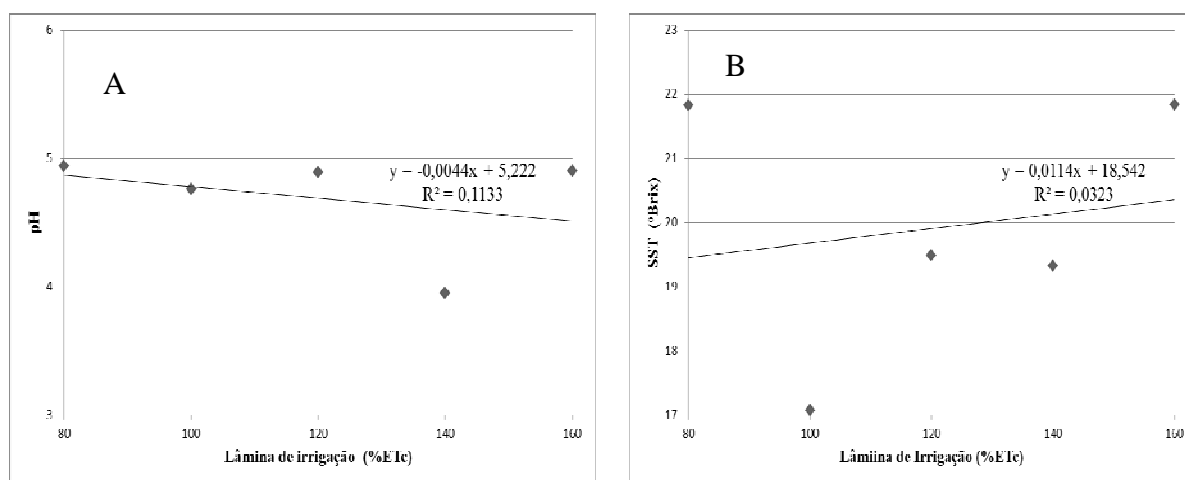 A
6
5
4
3
pH
y = -0,0044x + 5,222
R² = 0,1133
80 100 120 140 160
Lâmina de irrigação (%ETc)
B
23
22
21
20
19
18
17
SST (°Brix)
y = 0,0114x + 18,542
R² = 0,0323
80 100 120 140 160
Lâmiina de Irrigação (%ETc)